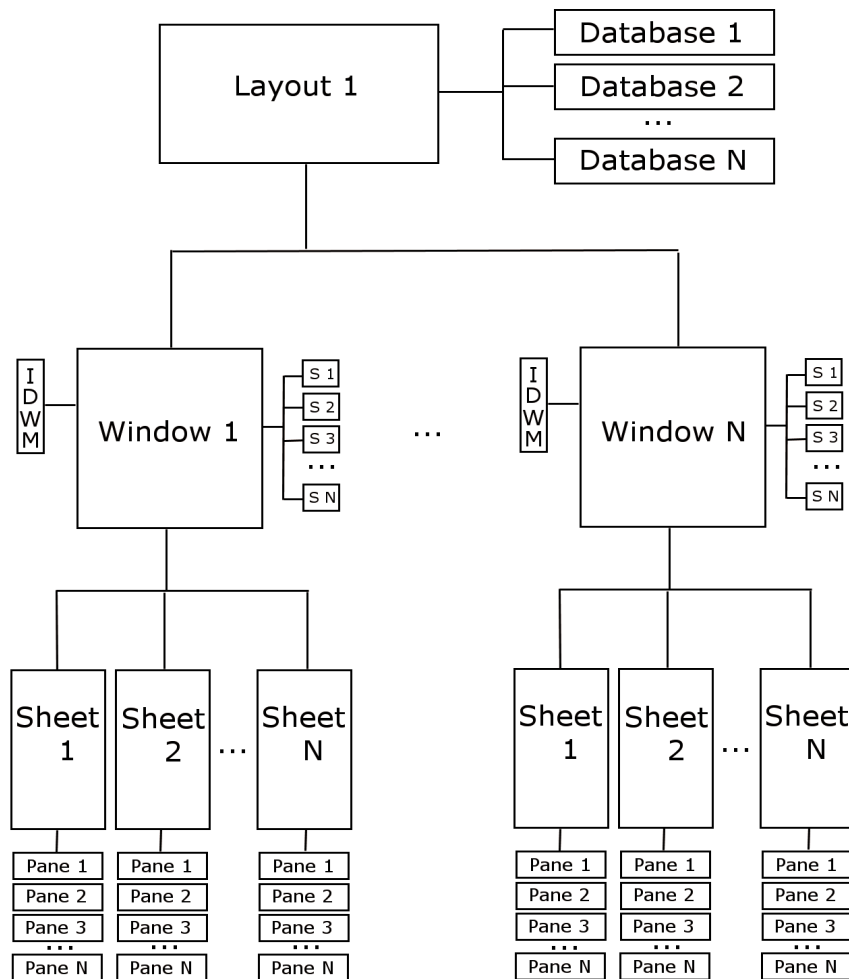 Layout 1
Database 1
Database 2
...
Database N
I
D
W
M
Window 1
S 1
S 2
S 3
...
S N
...
I
D
W
M
Window N
S 1
S 2
S 3
...
S N
Sheet
1
Sheet
2
...
Sheet
N
Sheet
1
Sheet
2
...
Sheet
N
Pane 1
Pane 2
Pane 3
...
Pane N
Pane 1
Pane 2
Pane 3
...
Pane N
Pane 1
Pane 2
Pane 3
...
Pane N
Pane 1
Pane 2
Pane 3
...
Pane N
Pane 1
Pane 2
Pane 3
...
Pane N
Pane 1
Pane 2
Pane 3
...
Pane N